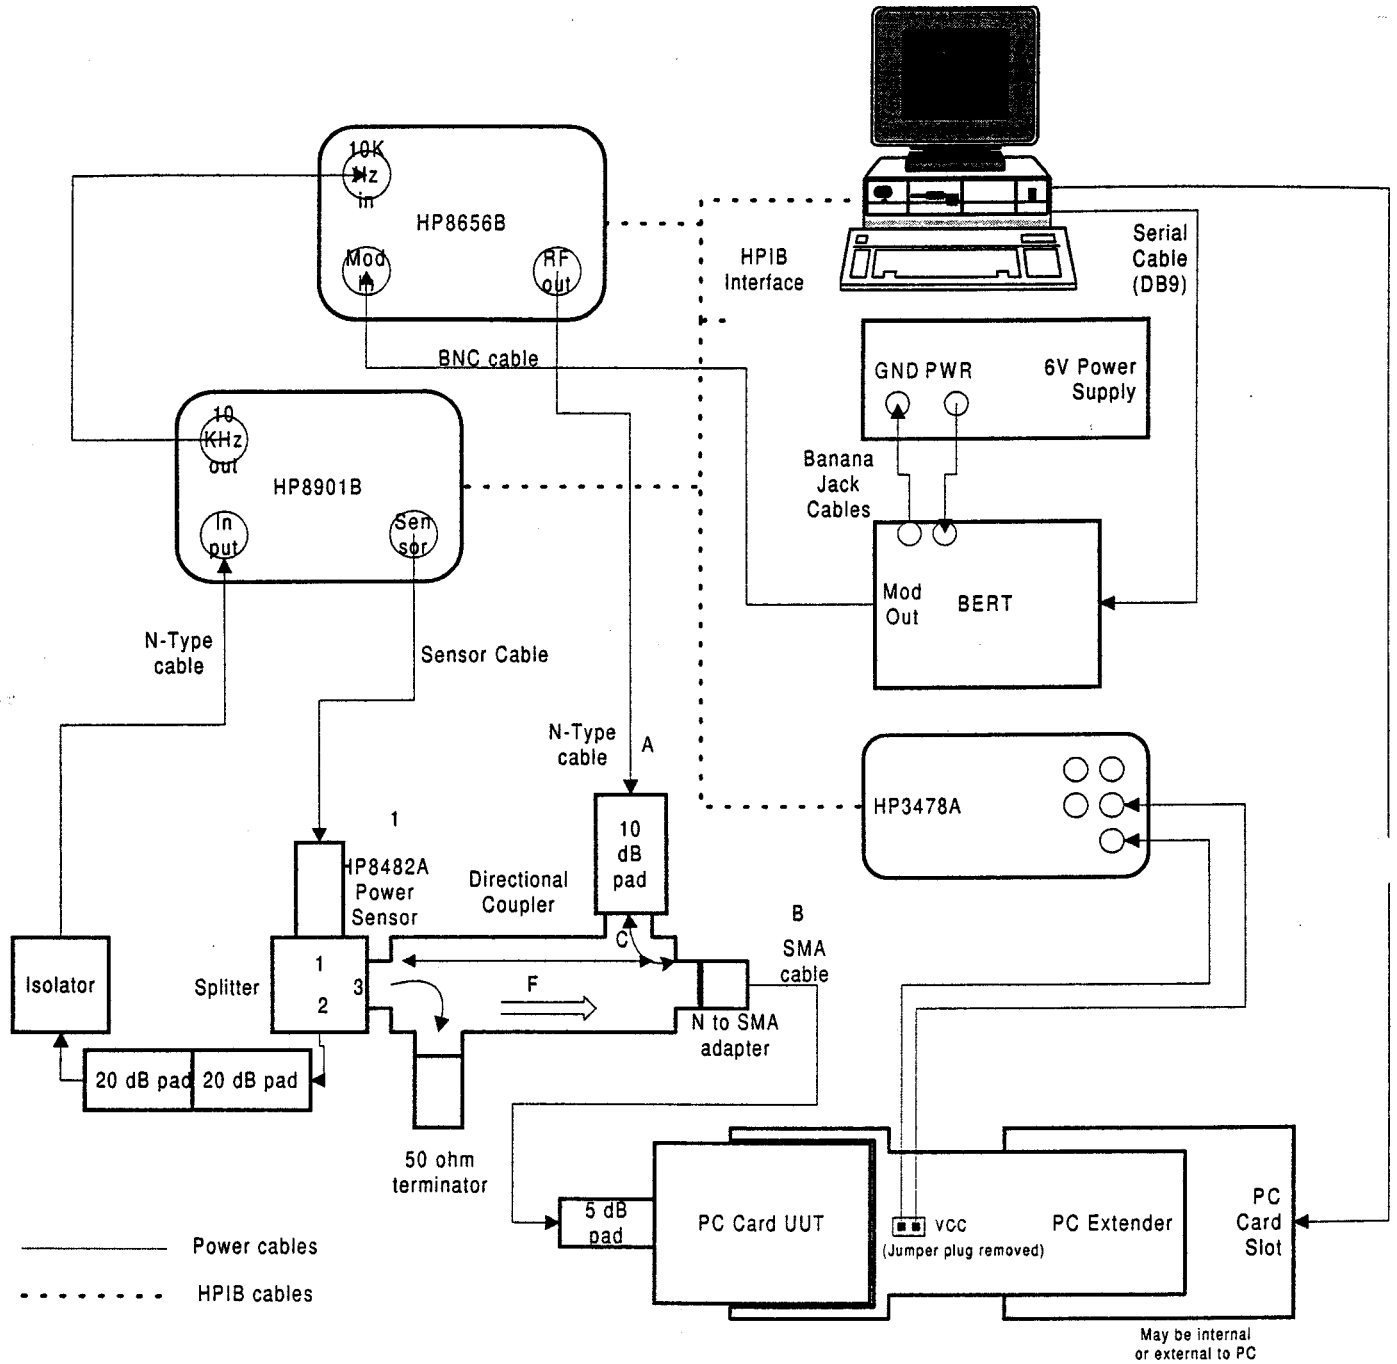 10K
Hz
in
HP8656B
Mod
In
RF
out
HPIB
Interface
Serial
Cable
(DB9)
BNC cable
GND PWR
6V Power
Supply
10
KHz
out
HP8901B
In
put
Sen
sor
Banana
Jack
Cables
Mod
Out
BERT
N-Type
cable
Sensor Cable
N-Type
cable
A
HP3478A
1
10
dB
pad
HP8482A
Power
Sensor
Directional
Coupler
B
SMA
cable
C
Isolator
Splitter
1
2
3
F
N to SMA
adapter
20 dB pad
20 dB pad
50 ohm
terminator
5 dB
pad
PC Card UUT
VCC
(Jumper plug removed)
PC Extender
PC
Card
Slot
Power cables
HPIB cables
May be internal
or external to PC